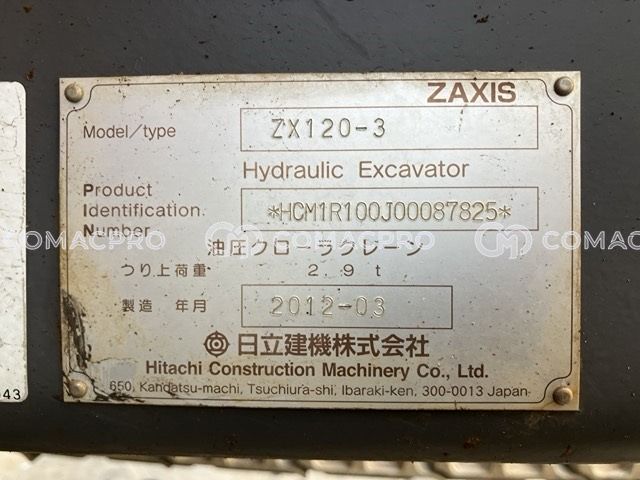 ZAXIS
Model/type ZX120-3
Hydraulic Excavator
Product
Identification *HCM1R100J00087825*
Number
油圧クローラクレーン
つり上荷重 2.9 t
製造 年月 2012-03
日立建機株式会社
Hitachi Construction Machinery Co., Ltd.
650, Kandatsu-machi, Tsuchiura-shi, Ibaraki-ken, 300-0013 Japan
43
COMACPRO
COMACPRO
COMACPRO